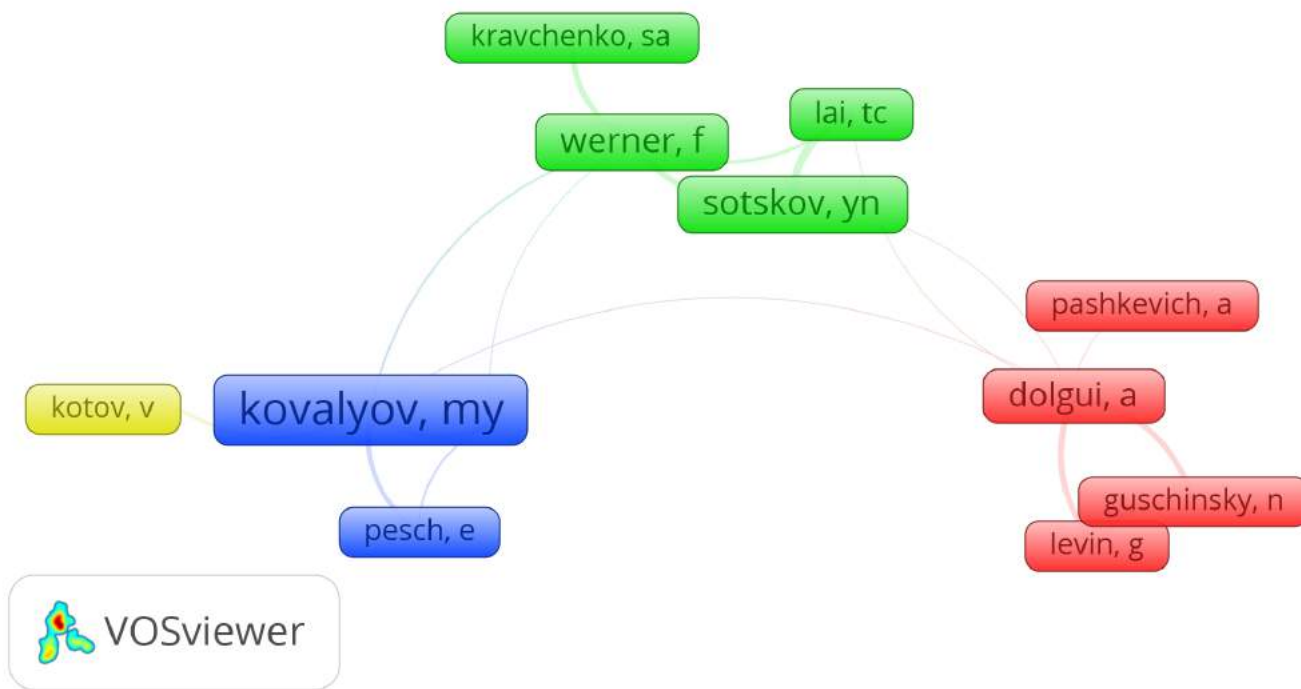 kravchenko, sa
lai, tc
werner, f
sotskov, yn
pashkevich, a
dolgui, a
kotov, v
kovalyov, my
guschinsky, n
pesch, e
levin, g
VOSviewer